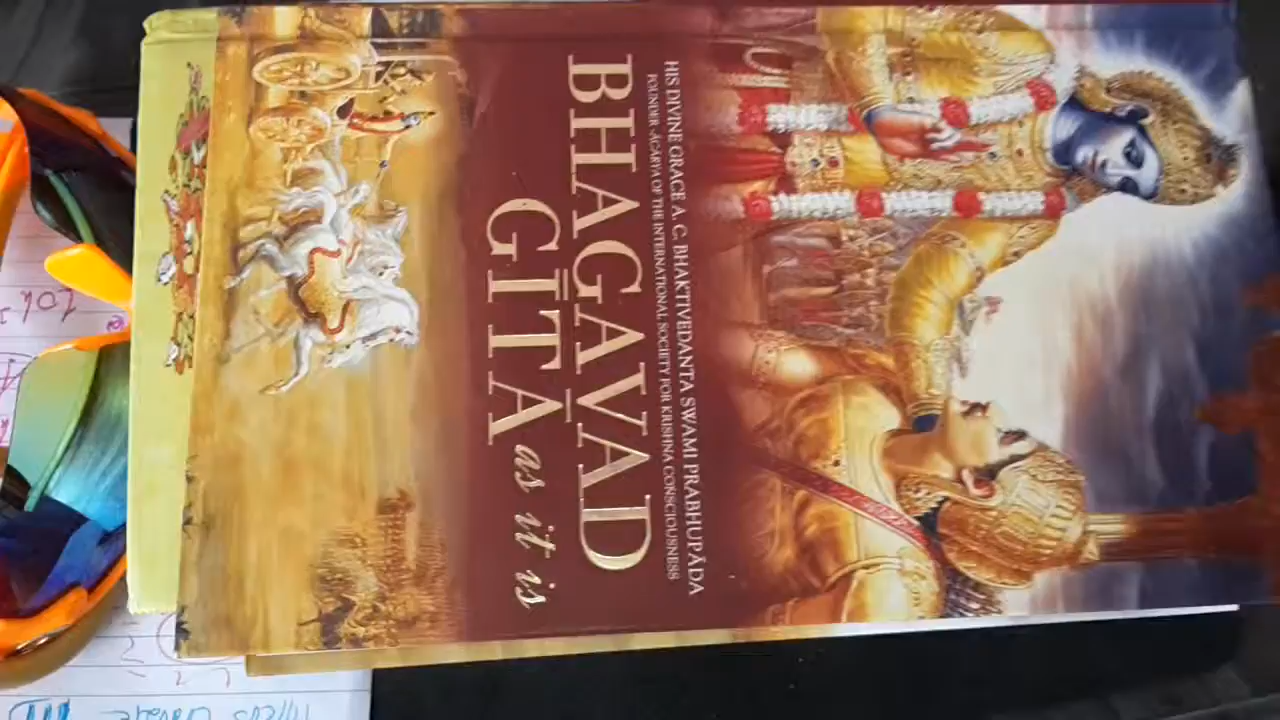 HIS DIVINE GRACE A. C. BHAKTIVEDANTA SWAMI PRABHUPĀDA
FOUNDER-ĀCĀRYA OF THE INTERNATIONAL SOCIETY FOR KRISHNA CONSCIOUSNESS
BHAGAVAD
GĪTĀ as it is